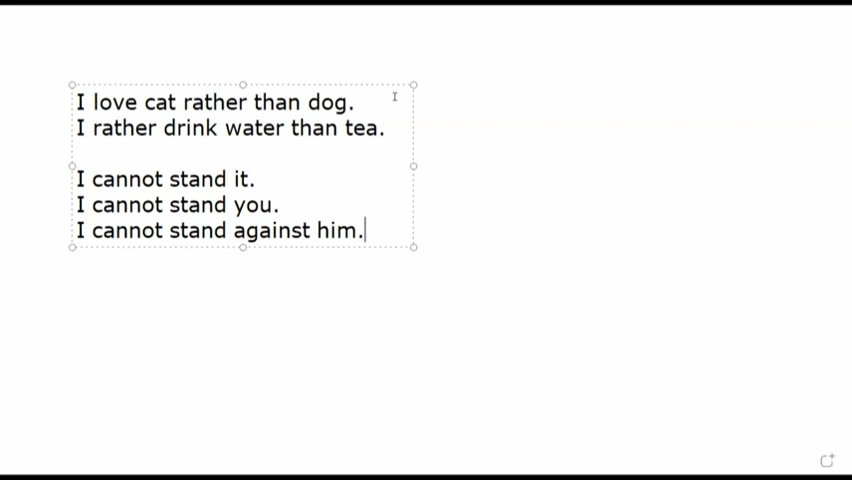 I love cat rather than dog.
I rather drink water than tea.
I cannot stand it.
I cannot stand you.
I cannot stand against him.